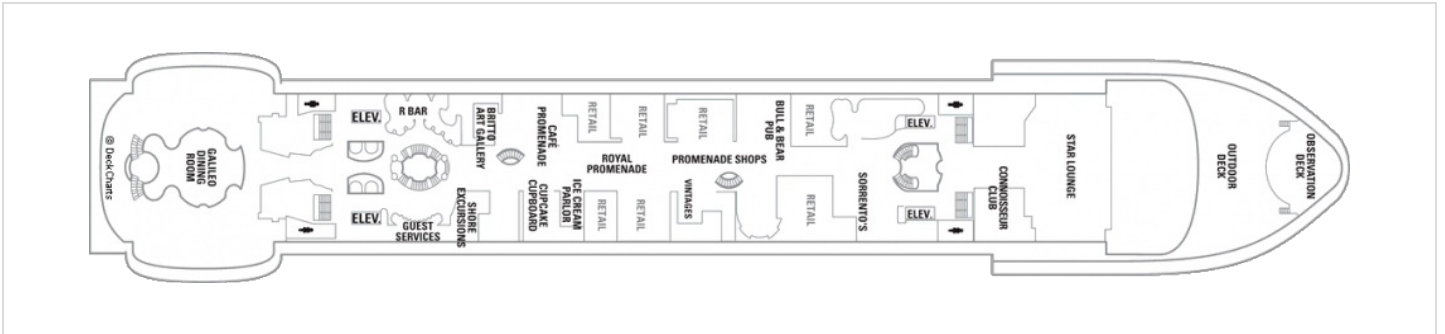 © DeckCharts
GALILEO
DINING
ROOM
ELEV.
ELEV.
R BAR
GUEST
SERVICES
BRITTO
ART GALLERY
SHORE
EXCURSIONS
CAFÉ
PROMENADE
CUPCAKE
CUPBOARD
ICE CREAM
PARLOR
RETAIL
RETAIL
ROYAL
PROMENADE
RETAIL
RETAIL
RETAIL
PROMENADE SHOPS
VINTAGES
BULL & BEAR
PUB
RETAIL
RETAIL
SORRENTO'S
ELEV.
ELEV.
CONNOISSEUR
CLUB
STAR LOUNGE
OUTDOOR
DECK
OBSERVATION
DECK